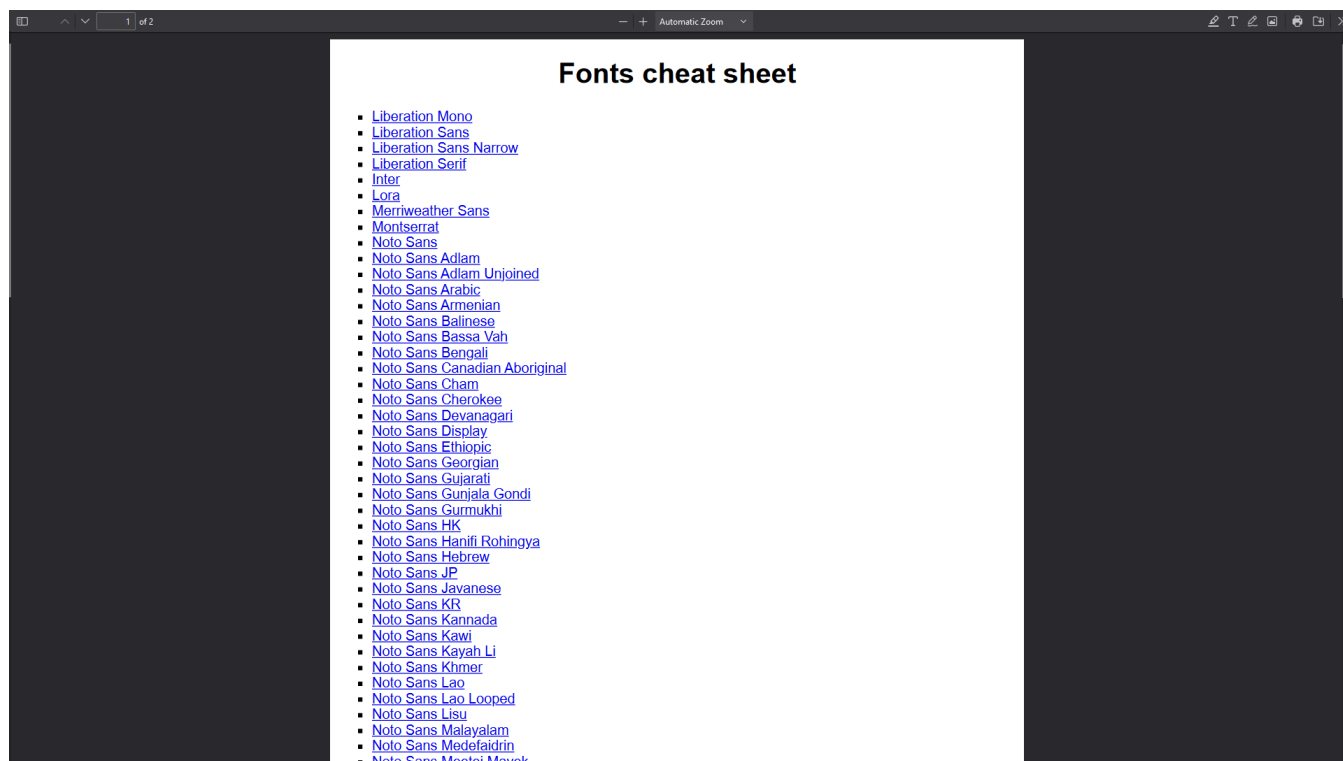 1 of 2
Automatic Zoom
Fonts cheat sheet
Liberation Mono
Liberation Sans
Liberation Sans Narrow
Liberation Serif
Inter
Lora
Merriweather Sans
Montserrat
Noto Sans
Noto Sans Adlam
Noto Sans Adlam Unjoined
Noto Sans Arabic
Noto Sans Armenian
Noto Sans Balinese
Noto Sans Bassa Vah
Noto Sans Bengali
Noto Sans Canadian Aboriginal
Noto Sans Cham
Noto Sans Cherokee
Noto Sans Devanagari
Noto Sans Display
Noto Sans Ethiopic
Noto Sans Georgian
Noto Sans Gujarati
Noto Sans Gunjala Gondi
Noto Sans Gurmukhi
Noto Sans HK
Noto Sans Hanifi Rohingya
Noto Sans Hebrew
Noto Sans JP
Noto Sans Javanese
Noto Sans KR
Noto Sans Kannada
Noto Sans Kawi
Noto Sans Kayah Li
Noto Sans Khmer
Noto Sans Lao
Noto Sans Lao Looped
Noto Sans Lisu
Noto Sans Malayalam
Noto Sans Medefaidrin
Noto Sans Meetei Mayek